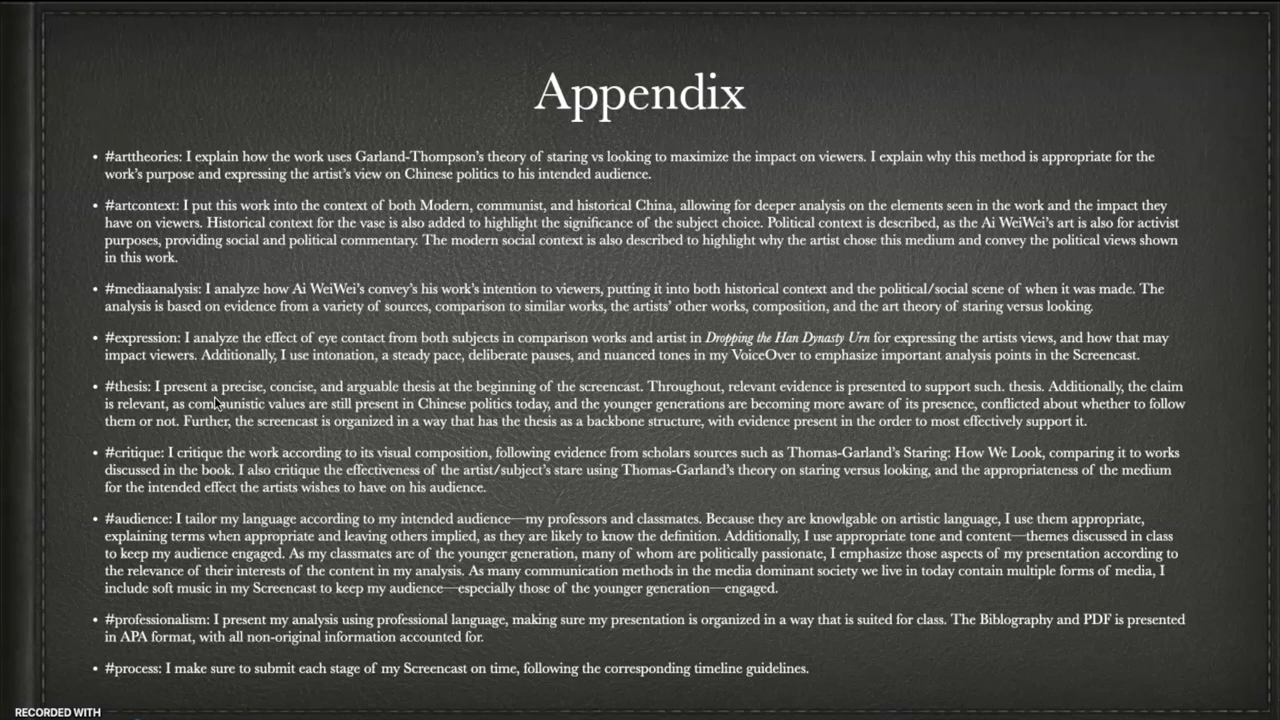 Appendix
• #arttheories: I explain how the work uses Garland-Thompson's theory of staring vs looking to maximize the impact on viewers. I explain why this method is appropriate for the
work's purpose and expressing the artist's view on Chinese politics to his intended audience.
• #artcontext: I put this work into the context of both Modern, communist, and historical China, allowing for deeper analysis on the elements seen in the work and the impact they
have on viewers. Historical context for the vase is also added to highlight the significance of the subject choice. Political context is described, as the Ai WeiWei's art is also for activist
purposes, providing social and political commentary. The modern social context is also described to highlight why the artist chose this medium and convey the political views shown
in this work.
• #mediaanalysis: I analyze how Ai WeiWei's convey's his work's intention to viewers, putting it into both historical context and the political/social scene of when it was made. The
analysis is based on evidence from a variety of sources, comparison to similar works, the artists' other works, composition, and the art theory of staring versus looking.
• #expression: I analyze the effect of eye contact from both subjects in comparison works and artist in Dropping the Han Dynasty Urn for expressing the artists views, and how that may
impact viewers. Additionally, I use intonation, a steady pace, deliberate pauses, and nuanced tones in my VoiceOver to emphasize important analysis points in the Screencast.
• #thesis: I present a precise, concise, and arguable thesis at the beginning of the screencast. Throughout, relevant evidence is presented to support such. thesis. Additionally, the claim
is relevant, as communistic values are still present in Chinese politics today, and the younger generations are becoming more aware of its presence, conflicted about whether to follow
them or not. Further, the screencast is organized in a way that has the thesis as a backbone structure, with evidence present in the order to most effectively support it.
• #critique: I critique the work according to its visual composition, following evidence from scholars sources such as Thomas-Garland's Staring: How We Look, comparing it to works
discussed in the book. I also critique the effectiveness of the artist/subject's stare using Thomas-Garland's theory on staring versus looking, and the appropriateness of the medium
for the intended effect the artists wishes to have on his audience.
• #audience: I tailor my language according to my intended audience—my professors and classmates. Because they are knowlgable on artistic language, I use them appropriate,
explaining terms when appropriate and leaving others implied, as they are likely to know the definition. Additionally, I use appropriate tone and content—themes discussed in class
to keep my audience engaged. As my classmates are of the younger generation, many of whom are politically passionate, I emphasize those aspects of my presentation according to
the relevance of their interests of the content in my analysis. As many communication methods in the media dominant society we live in today contain multiple forms of media, I
include soft music in my Screencast to keep my audience—especially those of the younger generation—engaged.
• #professionalism: I present my analysis using professional language, making sure my presentation is organized in a way that is suited for class. The Biblography and PDF is presented
in APA format, with all non-original information accounted for.
• #process: I make sure to submit each stage of my Screencast on time, following the corresponding timeline guidelines.
RECORDED WITH